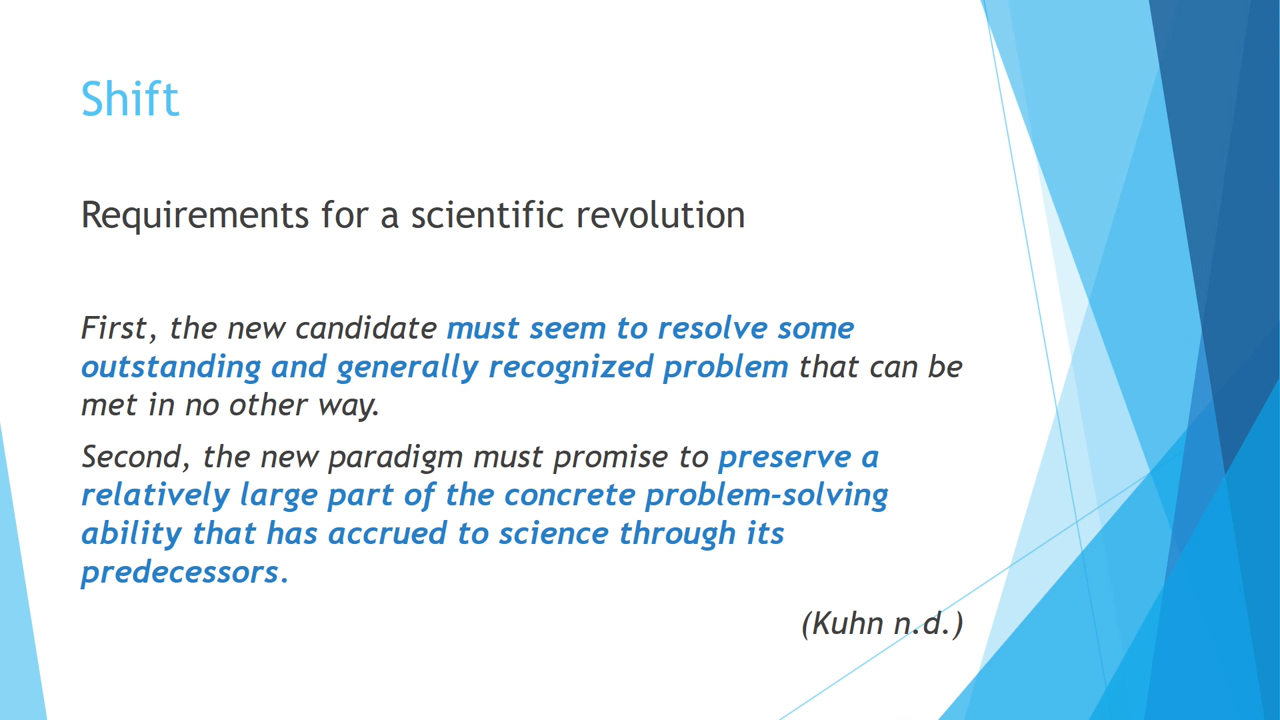 Shift
Requirements for a scientific revolution
First, the new candidate must seem to resolve some
outstanding and generally recognized problem that can be
met in no other way.
Second, the new paradigm must promise to preserve a
relatively large part of the concrete problem-solving
ability that has accrued to science through its
predecessors.
(Kuhn n.d.)